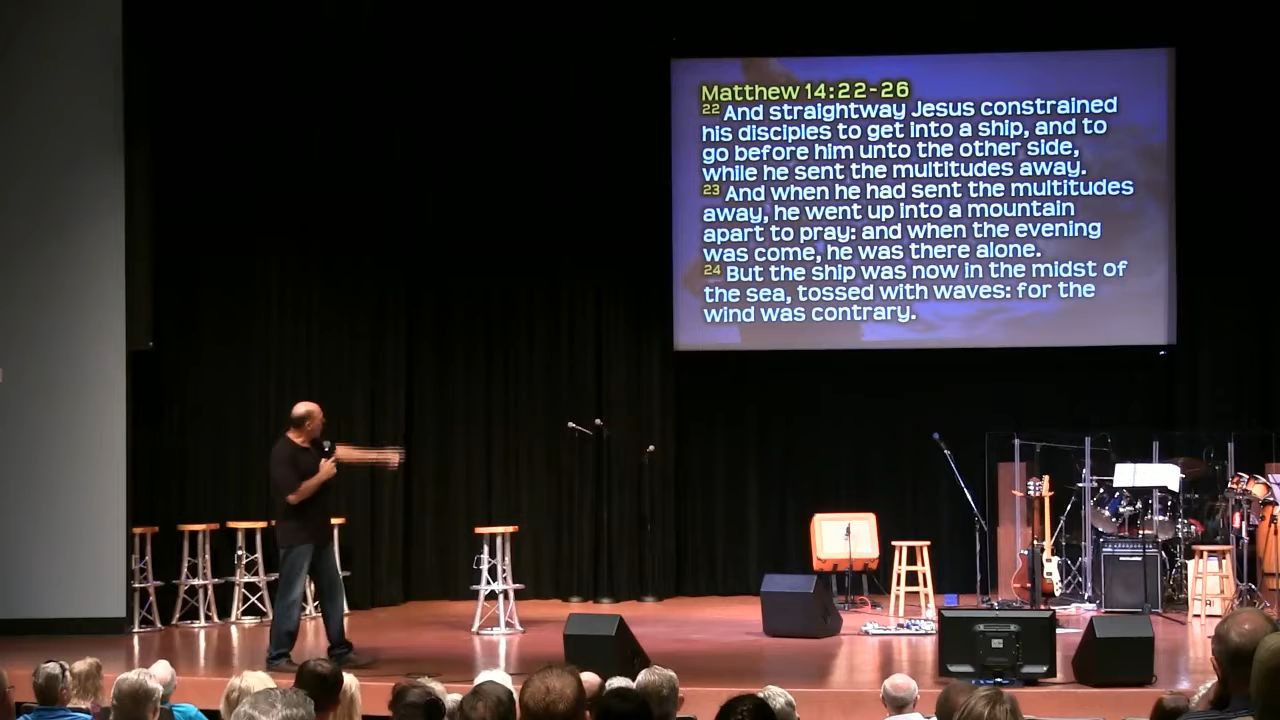 Matthew 14:22-26
22 And straightway Jesus constrained
his disciples to get into a ship, and to
go before him unto the other side,
while he sent the multitudes away.
23 And when he had sent the multitudes
away, he went up into a mountain
apart to pray: and when the evening
was come, he was there alone.
24 But the ship was now in the midst of
the sea, tossed with waves: for the
wind was contrary.